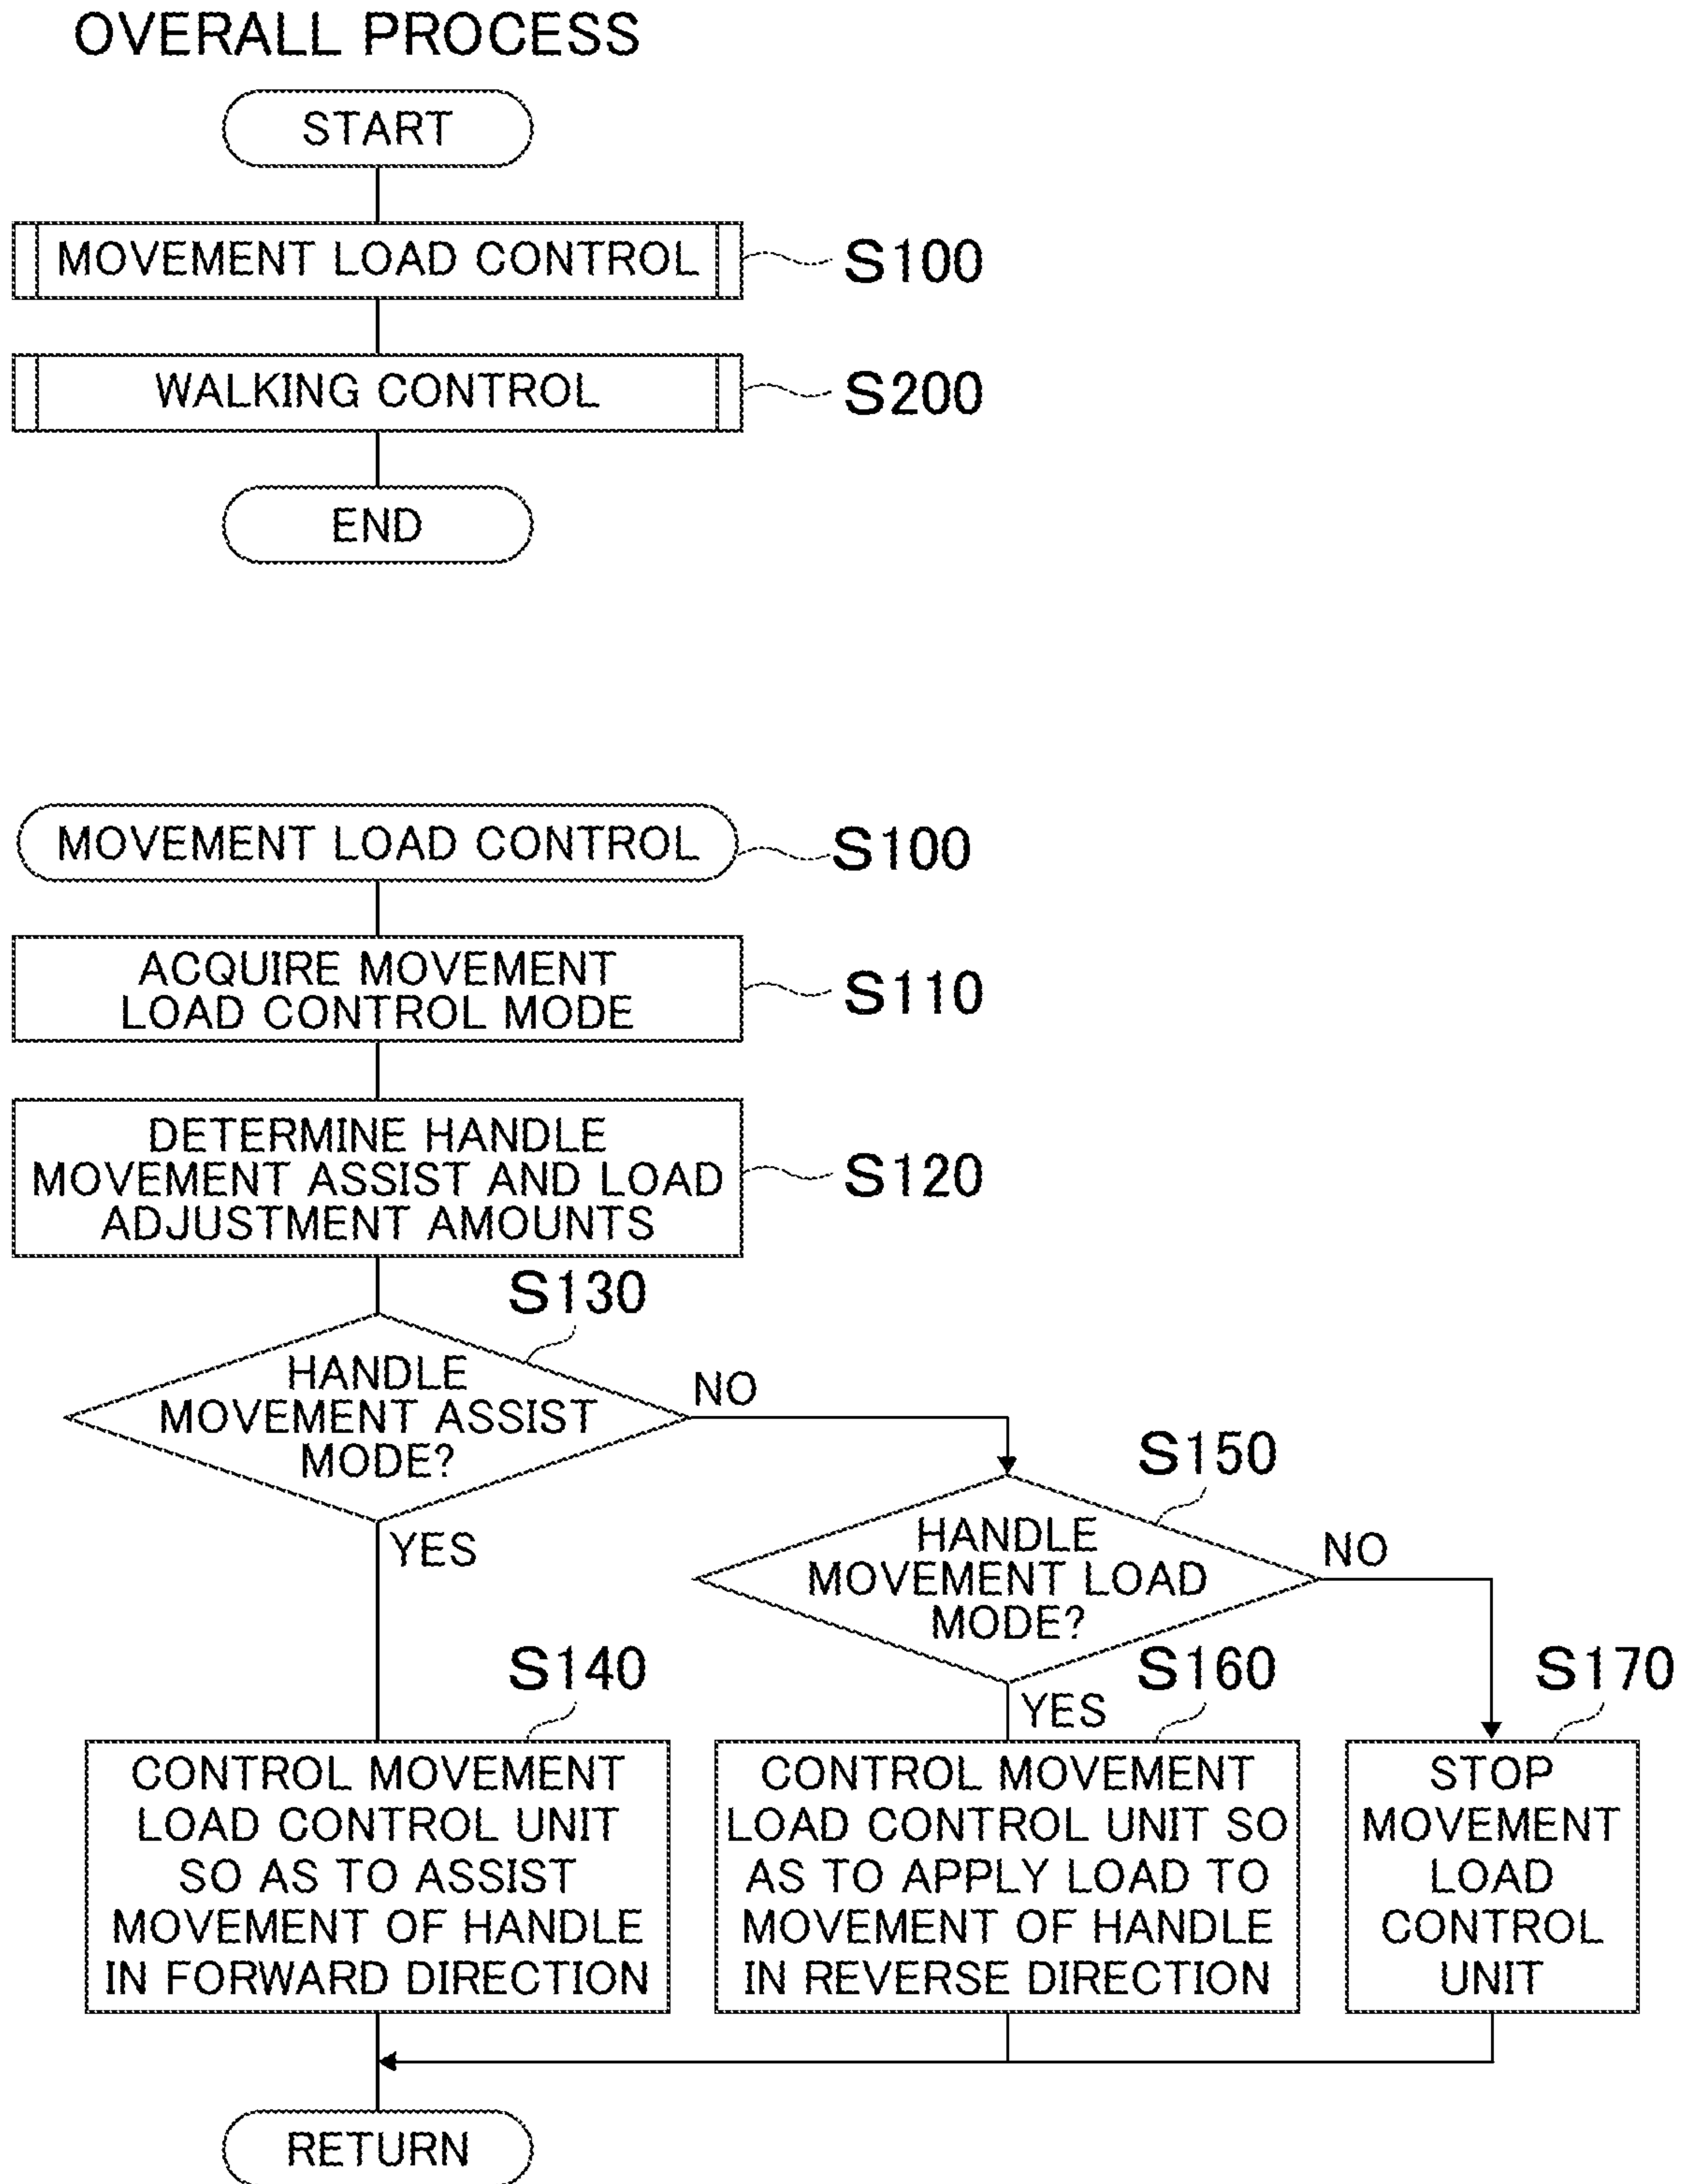 OVERALL PROCESS
START
MOVEMENT LOAD CONTROL
S100
WALKING CONTROL
S200
END
MOVEMENT LOAD CONTROL
S100
ACQUIRE MOVEMENT
LOAD CONTROL MODE
S110
DETERMINE HANDLE
MOVEMENT ASSIST AND LOAD
ADJUSTMENT AMOUNTS
S120
S130
HANDLE
MOVEMENT ASSIST
MODE?
NO
YES
S150
HANDLE
MOVEMENT LOAD
MODE?
NO
YES
S140
CONTROL MOVEMENT
LOAD CONTROL UNIT
SO AS TO ASSIST
MOVEMENT OF HANDLE
IN FORWARD DIRECTION
S160
CONTROL MOVEMENT
LOAD CONTROL UNIT SO
AS TO APPLY LOAD TO
MOVEMENT OF HANDLE
IN REVERSE DIRECTION
S170
STOP
MOVEMENT
LOAD
CONTROL
UNIT
RETURN